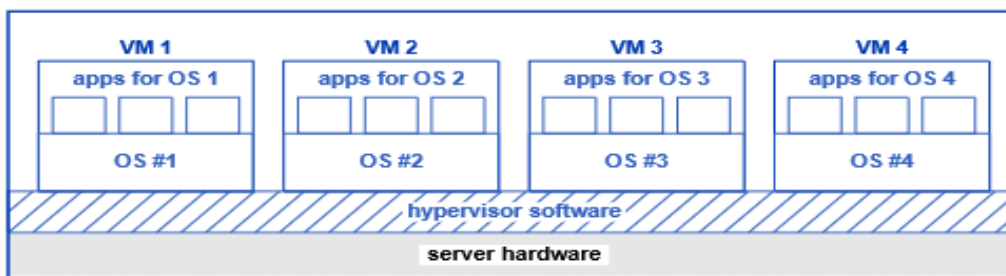 VM 1 VM 2 VM 3 VM 4
apps for OS 1 apps for OS 2 apps for OS 3 apps for OS 4
OS #1 OS #2 OS #3 OS #4
hypervisor software
server hardware